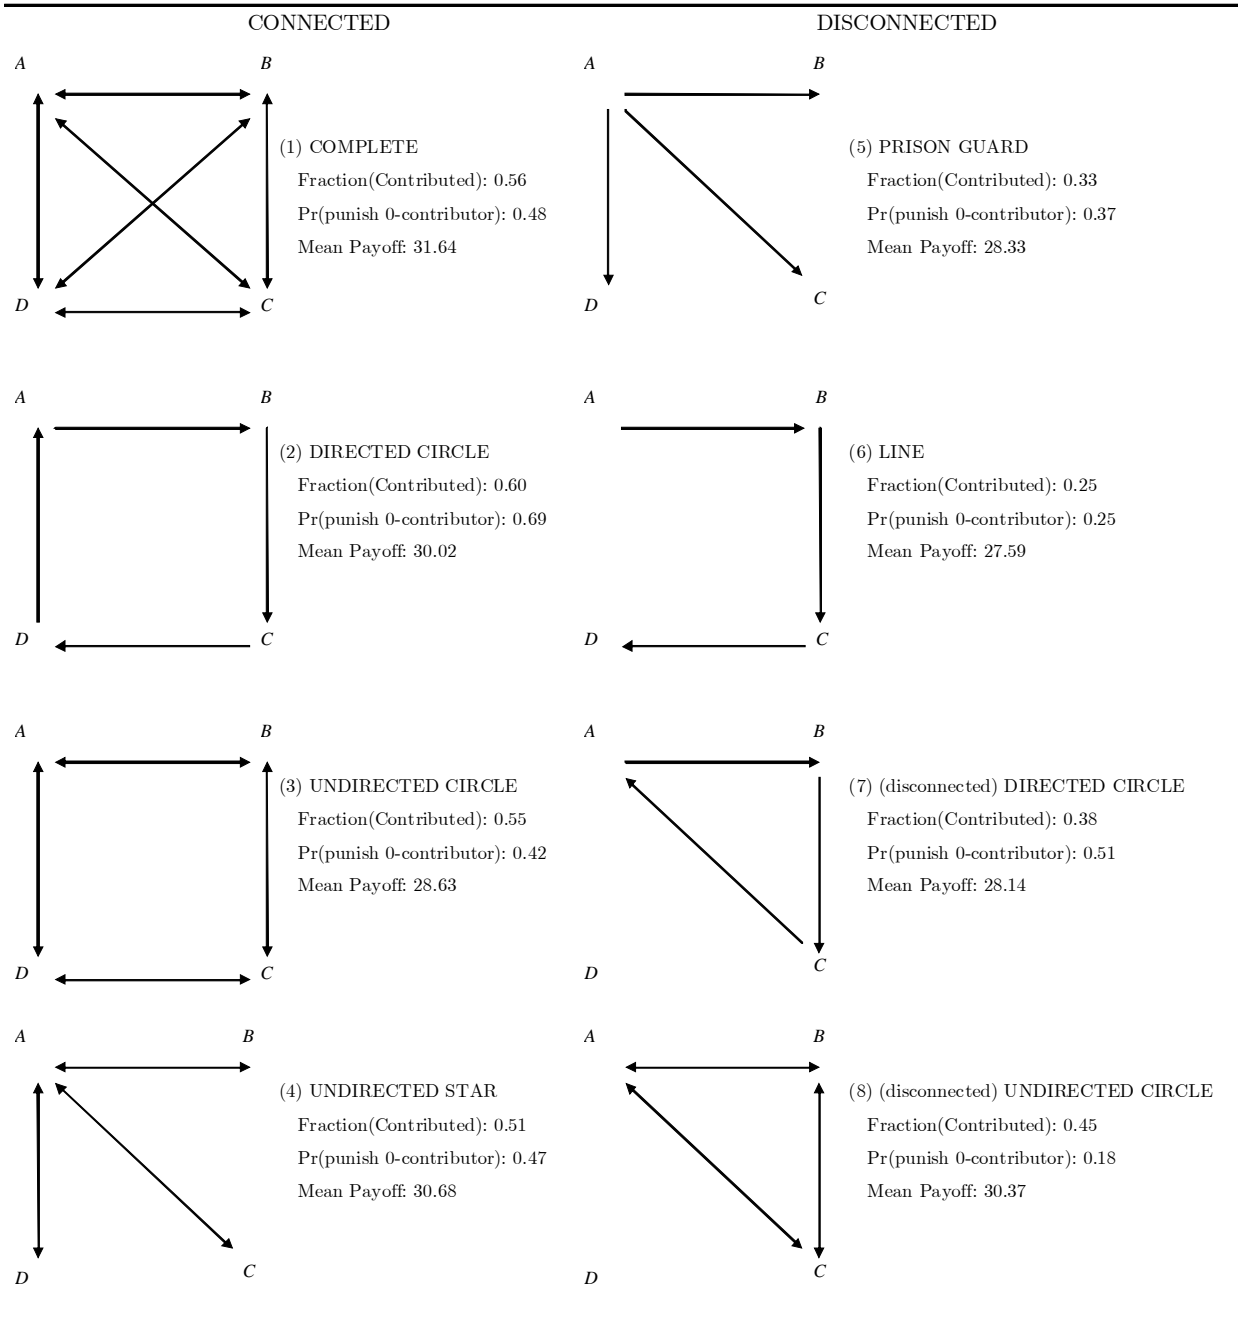 CONNECTED
DISCONNECTED
A
B
(1) COMPLETE
Fraction(Contributed): 0.56
Pr(punish 0-contributor): 0.48
Mean Payoff: 31.64
D
C
A
B
(5) PRISON GUARD
Fraction(Contributed): 0.33
Pr(punish 0-contributor): 0.37
Mean Payoff: 28.33
D
C
A
B
(2) DIRECTED CIRCLE
Fraction(Contributed): 0.60
Pr(punish 0-contributor): 0.69
Mean Payoff: 30.02
D
C
A
B
(6) LINE
Fraction(Contributed): 0.25
Pr(punish 0-contributor): 0.25
Mean Payoff: 27.59
D
C
A
B
(3) UNDIRECTED CIRCLE
Fraction(Contributed): 0.55
Pr(punish 0-contributor): 0.42
Mean Payoff: 28.63
D
C
A
B
(7) (disconnected) DIRECTED CIRCLE
Fraction(Contributed): 0.38
Pr(punish 0-contributor): 0.51
Mean Payoff: 28.14
D
C
A
B
(4) UNDIRECTED STAR
Fraction(Contributed): 0.51
Pr(punish 0-contributor): 0.47
Mean Payoff: 30.68
D
C
A
B
(8) (disconnected) UNDIRECTED CIRCLE
Fraction(Contributed): 0.45
Pr(punish 0-contributor): 0.18
Mean Payoff: 30.37
D
C